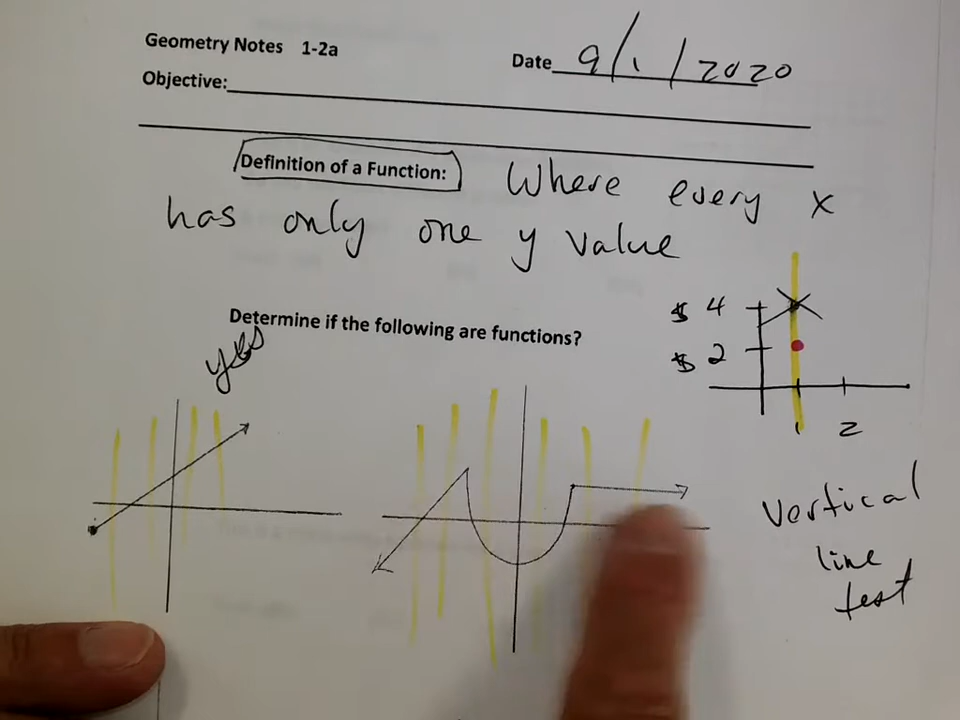 Geometry Notes 1-2a
Date 9/1/2020
Objective:
Definition of a Function: Where every x
has only one y value
Determine if the following are functions?
$ 4
$ 2
1 2
yes
Vertical
line
test